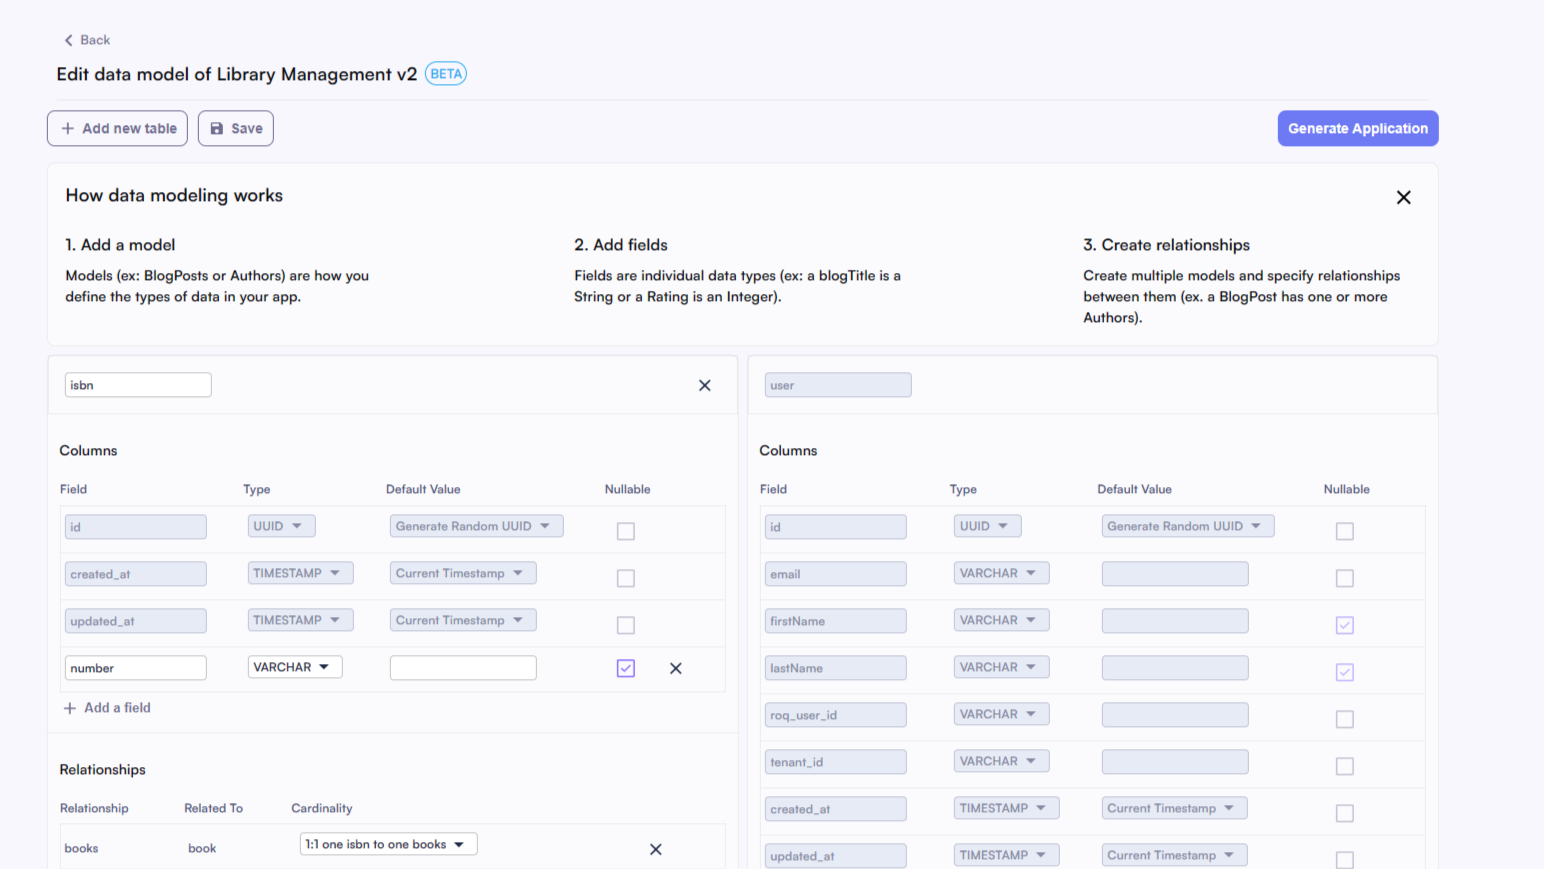 Back
Edit data model of Library Management v2 BETA
Add new table Save Generate Application
How data modeling works
1. Add a model
Models (ex: BlogPosts or Authors) are how you
define the types of data in your app.
2. Add fields
Fields are individual data types (ex: a blogTitle is a
String or a Rating is an Integer).
3. Create relationships
Create multiple models and specify relationships
between them (ex. a BlogPost has one or more
Authors).
isbn
Columns
Field Type Default Value Nullable
id UUID Generate Random UUID
created_at TIMESTAMP Current Timestamp
updated_at TIMESTAMP Current Timestamp
number VARCHAR
Add a field
Relationships
Relationship Related To Cardinality
books book 1:1 one isbn to one books
user
Columns
Field Type Default Value Nullable
id UUID Generate Random UUID
email VARCHAR
firstName VARCHAR
lastName VARCHAR
roq_user_id VARCHAR
tenant_id VARCHAR
created_at TIMESTAMP Current Timestamp
updated_at TIMESTAMP Current Timestamp